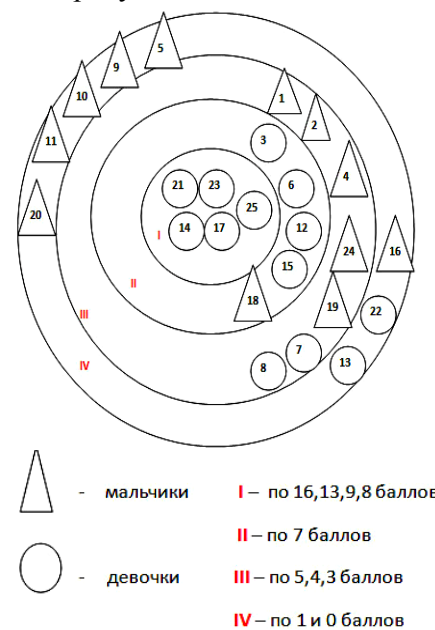 5
9
10
1
11
2
3
4
21
23
6
20
25
14
17
12
I
24
16
15
II
18
19
III
22
7
13
8
IV
- мальчики
I – по 16,13,9,8 баллов
II – по 7 баллов
- девочки
III – по 5,4,3 баллов
IV – по 1 и 0 баллов